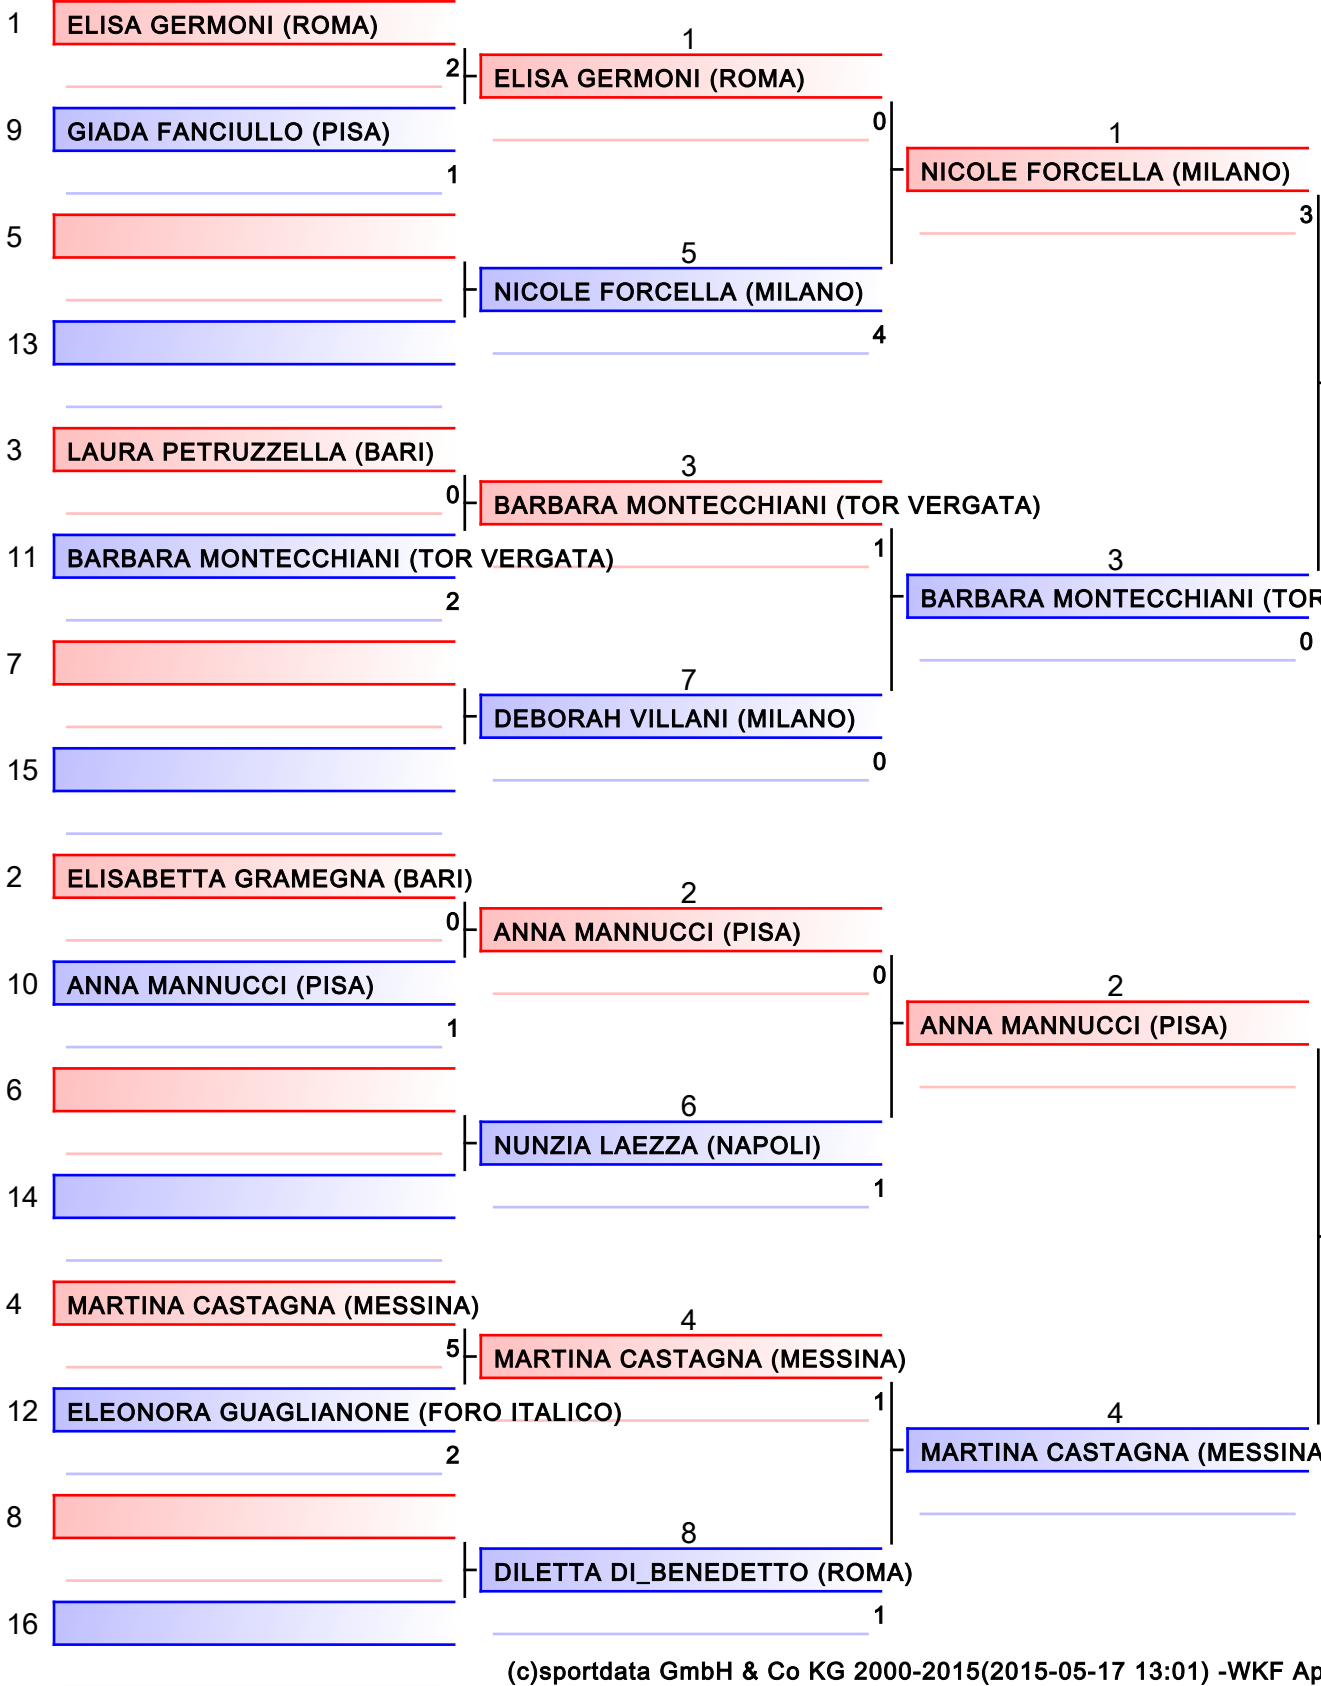 1 ELISA GERMONI (ROMA)
2
9 GIADA FANCIULLO (PISA)
1
5
13
3 LAURA PETRUZZELLA (BARI)
0
11 BARBARA MONTECCHIANI (TOR VERGATA)
2
7
15
2 ELISABETTA GRAMEGNA (BARI)
0
10 ANNA MANNUCCI (PISA)
1
6
14
4 MARTINA CASTAGNA (MESSINA)
5
12 ELEONORA GUAGLIANONE (FORO ITALICO)
2
8
16
1
ELISA GERMONI (ROMA)
0
5
NICOLE FORCELLA (MILANO)
4
3
BARBARA MONTECCHIANI (TOR VERGATA)
1
7
DEBORAH VILLANI (MILANO)
0
2
ANNA MANNUCCI (PISA)
0
6
NUNZIA LAEZZA (NAPOLI)
1
4
MARTINA CASTAGNA (MESSINA)
1
8
DILETTA DI_BENEDETTO (ROMA)
1
1
NICOLE FORCELLA (MILANO)
3
3
BARBARA MONTECCHIANI (TOR
0
2
ANNA MANNUCCI (PISA)
4
MARTINA CASTAGNA (MESSINA
(c)sportdata GmbH & Co KG 2000-2015(2015-05-17 13:01) -WKF Ap